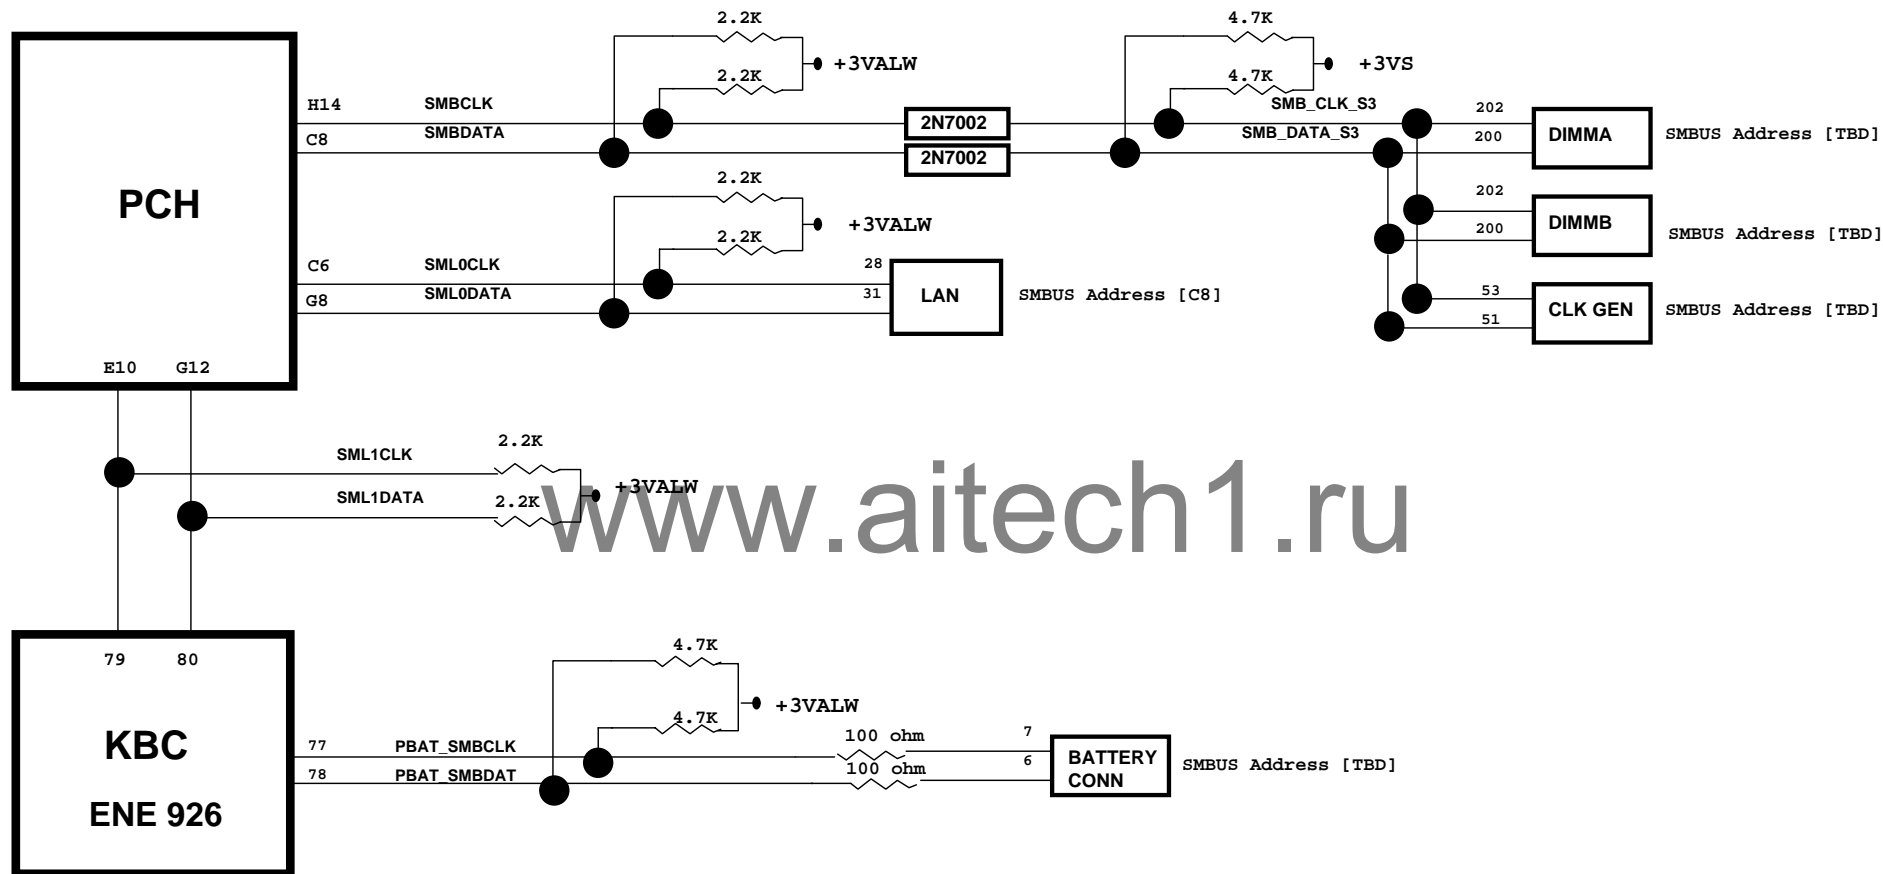 2.2K
4.7K
2.2K
+3VALW
4.7K
+3VS
H14 SMBCLK
SMB_CLK_S3
202
2N7002
C8 SMBDATA
SMB_DATA_S3
200
DIMMA
SMBUS Address [TBD]
2N7002
PCH
2.2K
2.2K
+3VALW
202
200
DIMMB
SMBUS Address [TBD]
C6 SML0CLK
28
G8 SML0DATA
31
LAN
SMBUS Address [C8]
53
51
CLK GEN
SMBUS Address [TBD]
E10 G12
SML1CLK
2.2K
+3VALW
SML1DATA
2.2K
www.aitech1.ru
79 80
4.7K
4.7K
+3VALW
KBC
ENE 926
77 PBAT_SMBCLK
100 ohm
7
78 PBAT_SMBDAT
100 ohm
6
BATTERY
CONN
SMBUS Address [TBD]